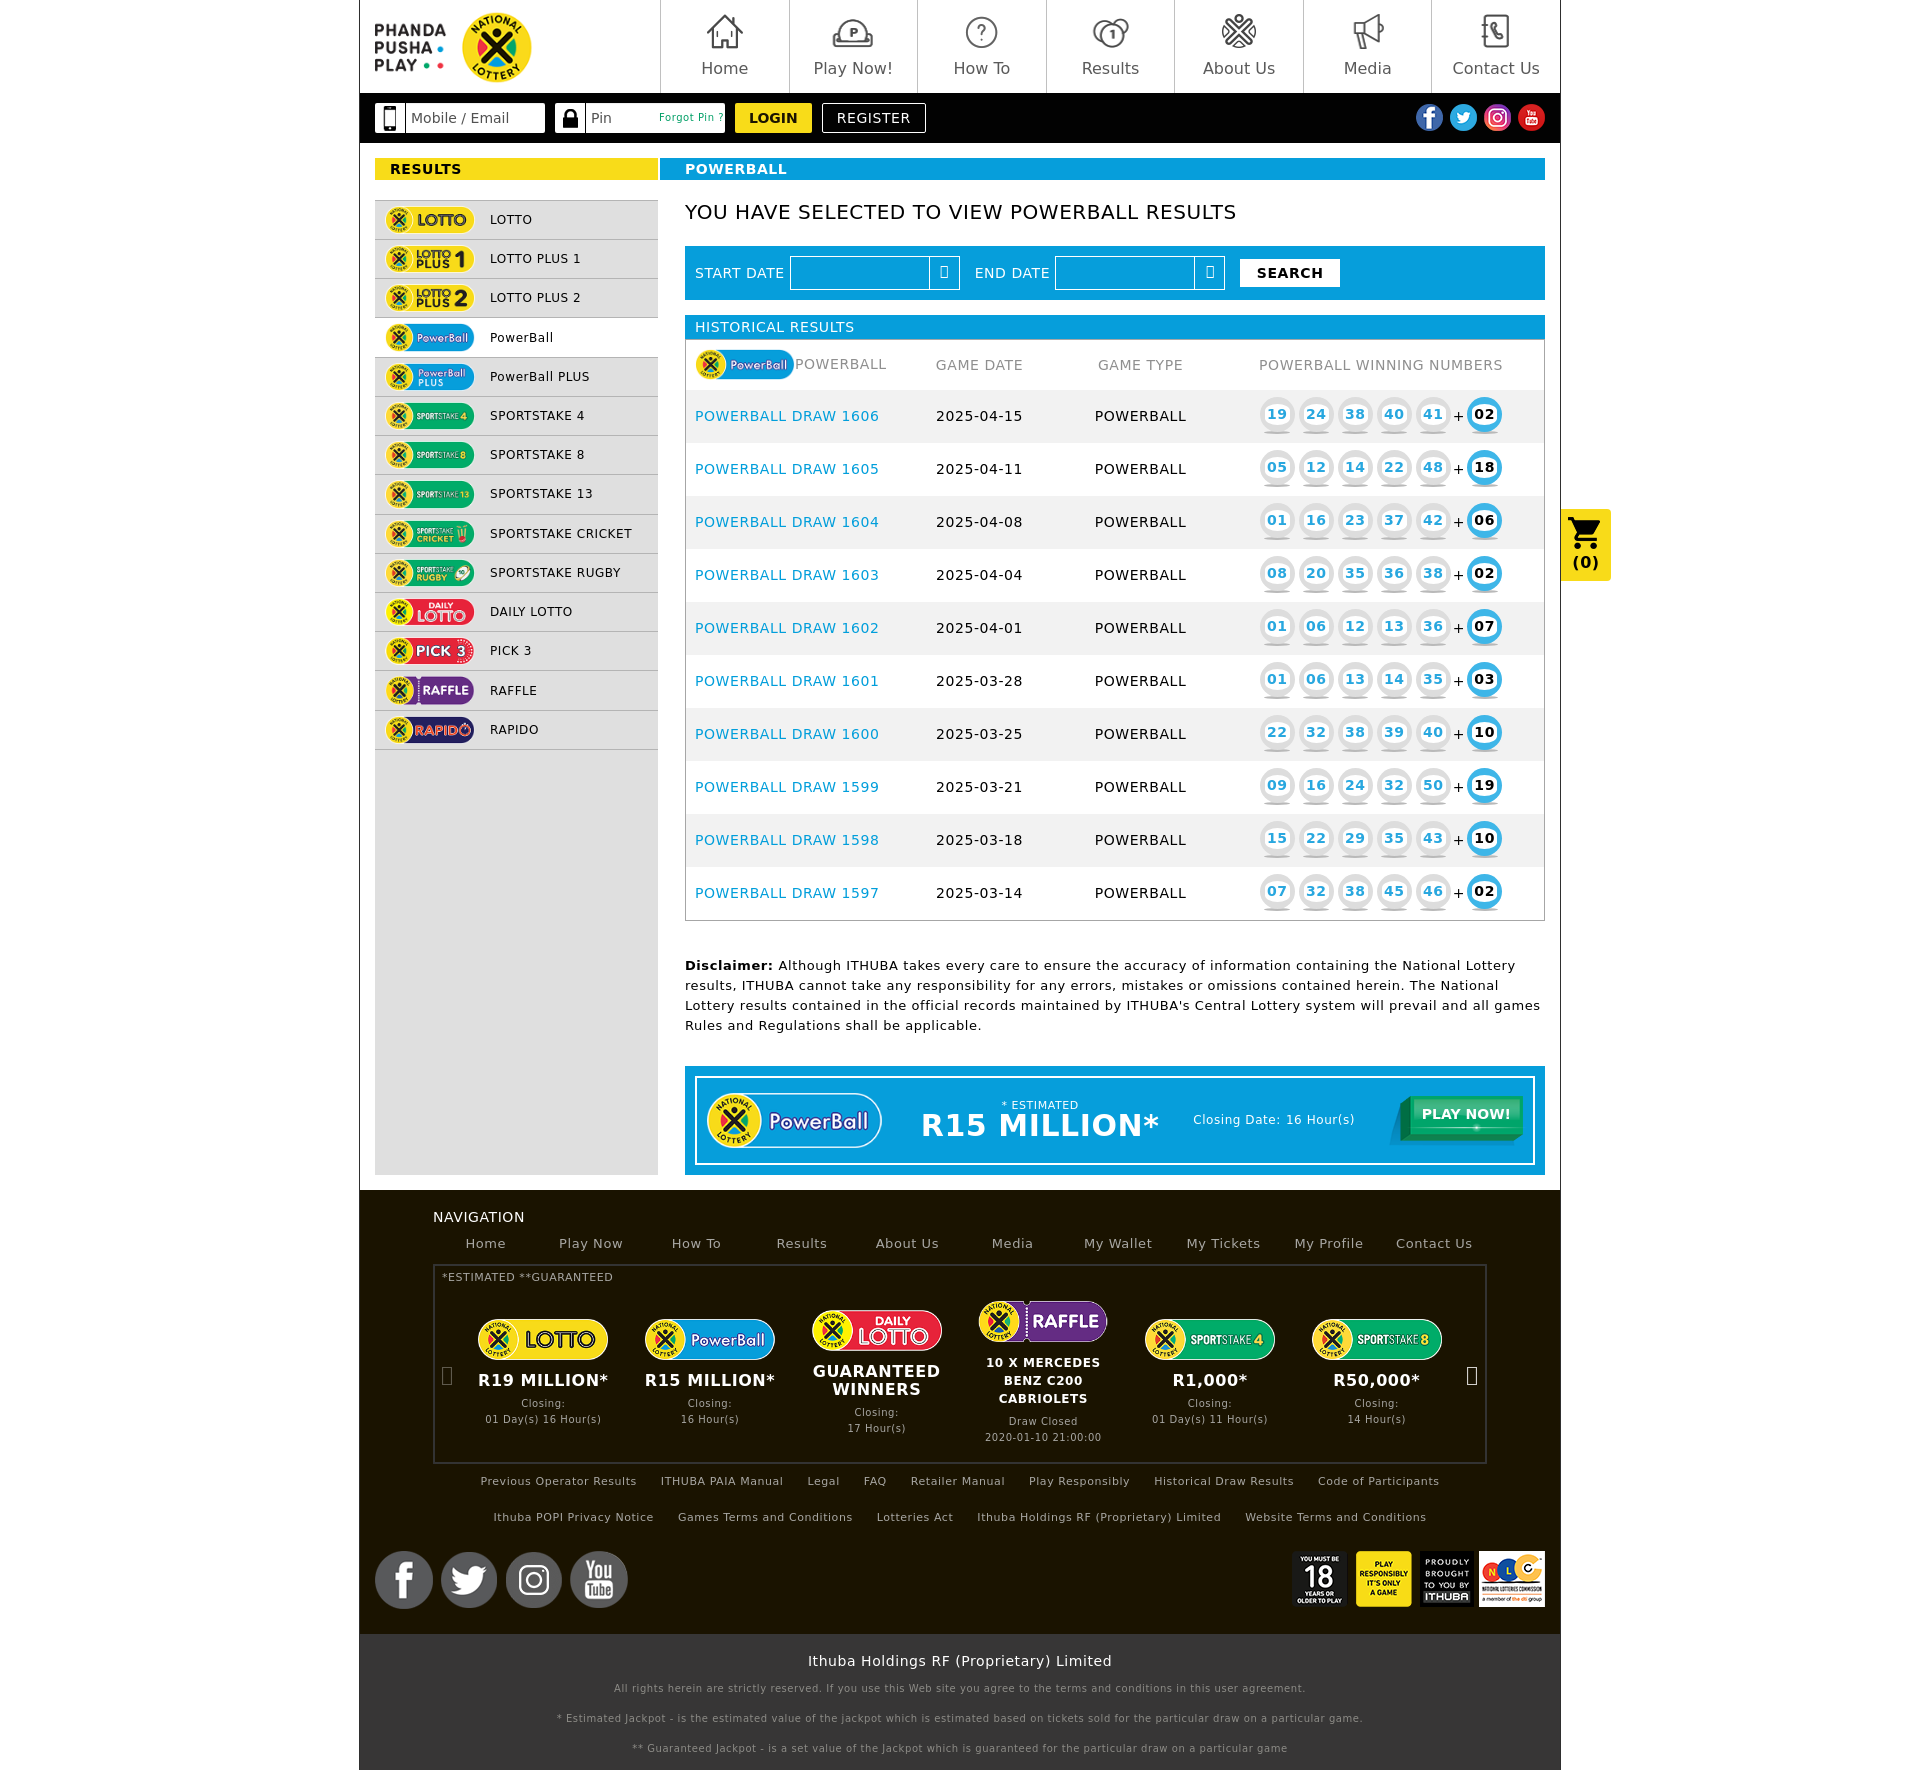 PHANDA
PUSHA
PLAY
NATIONAL
LOTTERY
Home
Play Now!
How To
Results
About Us
Media
Contact Us
Mobile / Email
Pin
Forgot Pin ?
LOGIN
REGISTER
RESULTS
POWERBALL
LOTTO LOTTO
LOTTO PLUS 1 LOTTO PLUS 1
LOTTO PLUS 2 LOTTO PLUS 2
PowerBall PowerBall
PowerBall PLUS PowerBall PLUS
SPORTSTAKE 4 SPORTSTAKE 4
SPORTSTAKE 8 SPORTSTAKE 8
SPORTSTAKE 13 SPORTSTAKE 13
SPORTSTAKE CRICKET SPORTSTAKE CRICKET
SPORTSTAKE RUGBY SPORTSTAKE RUGBY
DAILY LOTTO DAILY LOTTO
PICK 3 PICK 3
RAFFLE RAFFLE
RAPIDO RAPIDO
YOU HAVE SELECTED TO VIEW POWERBALL RESULTS
START DATE END DATE SEARCH
HISTORICAL RESULTS
PowerBall POWERBALL GAME DATE GAME TYPE POWERBALL WINNING NUMBERS
POWERBALL DRAW 1606 2025-04-15 POWERBALL 19 24 38 40 41 + 02
POWERBALL DRAW 1605 2025-04-11 POWERBALL 05 12 14 22 48 + 18
POWERBALL DRAW 1604 2025-04-08 POWERBALL 01 16 23 37 42 + 06
POWERBALL DRAW 1603 2025-04-04 POWERBALL 08 20 35 36 38 + 02
POWERBALL DRAW 1602 2025-04-01 POWERBALL 01 06 12 13 36 + 07
POWERBALL DRAW 1601 2025-03-28 POWERBALL 01 06 13 14 35 + 03
POWERBALL DRAW 1600 2025-03-25 POWERBALL 22 32 38 39 40 + 10
POWERBALL DRAW 1599 2025-03-21 POWERBALL 09 16 24 32 50 + 19
POWERBALL DRAW 1598 2025-03-18 POWERBALL 15 22 29 35 43 + 10
POWERBALL DRAW 1597 2025-03-14 POWERBALL 07 32 38 45 46 + 02
(0)
Disclaimer: Although ITHUBA takes every care to ensure the accuracy of information containing the National Lottery
results, ITHUBA cannot take any responsibility for any errors, mistakes or omissions contained herein. The National
Lottery results contained in the official records maintained by ITHUBA's Central Lottery system will prevail and all games
Rules and Regulations shall be applicable.
NATIONAL LOTTERY PowerBall
* ESTIMATED
R15 MILLION*
Closing Date: 16 Hour(s)
PLAY NOW!
NAVIGATION
Home Play Now How To Results About Us Media My Wallet My Tickets My Profile Contact Us
*ESTIMATED **GUARANTEED
NATIONAL LOTTERY LOTTO
R19 MILLION*
Closing:
01 Day(s) 16 Hour(s)
NATIONAL LOTTERY PowerBall
R15 MILLION*
Closing:
16 Hour(s)
NATIONAL LOTTERY DAILY LOTTO
GUARANTEED
WINNERS
Closing:
17 Hour(s)
NATIONAL LOTTERY RAFFLE
10 X MERCEDES
BENZ C200
CABRIOLETS
Draw Closed
2020-01-10 21:00:00
NATIONAL LOTTERY SPORTSTAKE 4
R1,000*
Closing:
01 Day(s) 11 Hour(s)
NATIONAL LOTTERY SPORTSTAKE 8
R50,000*
Closing:
14 Hour(s)
Previous Operator Results ITHUBA PAIA Manual Legal FAQ Retailer Manual Play Responsibly Historical Draw Results Code of Participants
Ithuba POPI Privacy Notice Games Terms and Conditions Lotteries Act Ithuba Holdings RF (Proprietary) Limited Website Terms and Conditions
You
Tube
YOU MUST BE
18
YEARS OR
OLDER TO PLAY
PLAY
RESPONSIBLY
IT'S ONLY
A GAME
PROUDLY
BROUGHT
TO YOU BY
ITHUBA
NLC
NATIONAL LOTTERIES COMMISSION
a member of the dti group
Ithuba Holdings RF (Proprietary) Limited
All rights herein are strictly reserved. If you use this Web site you agree to the terms and conditions in this user agreement.
* Estimated Jackpot - is the estimated value of the jackpot which is estimated based on tickets sold for the particular draw on a particular game.
** Guaranteed Jackpot - is a set value of the Jackpot which is guaranteed for the particular draw on a particular game